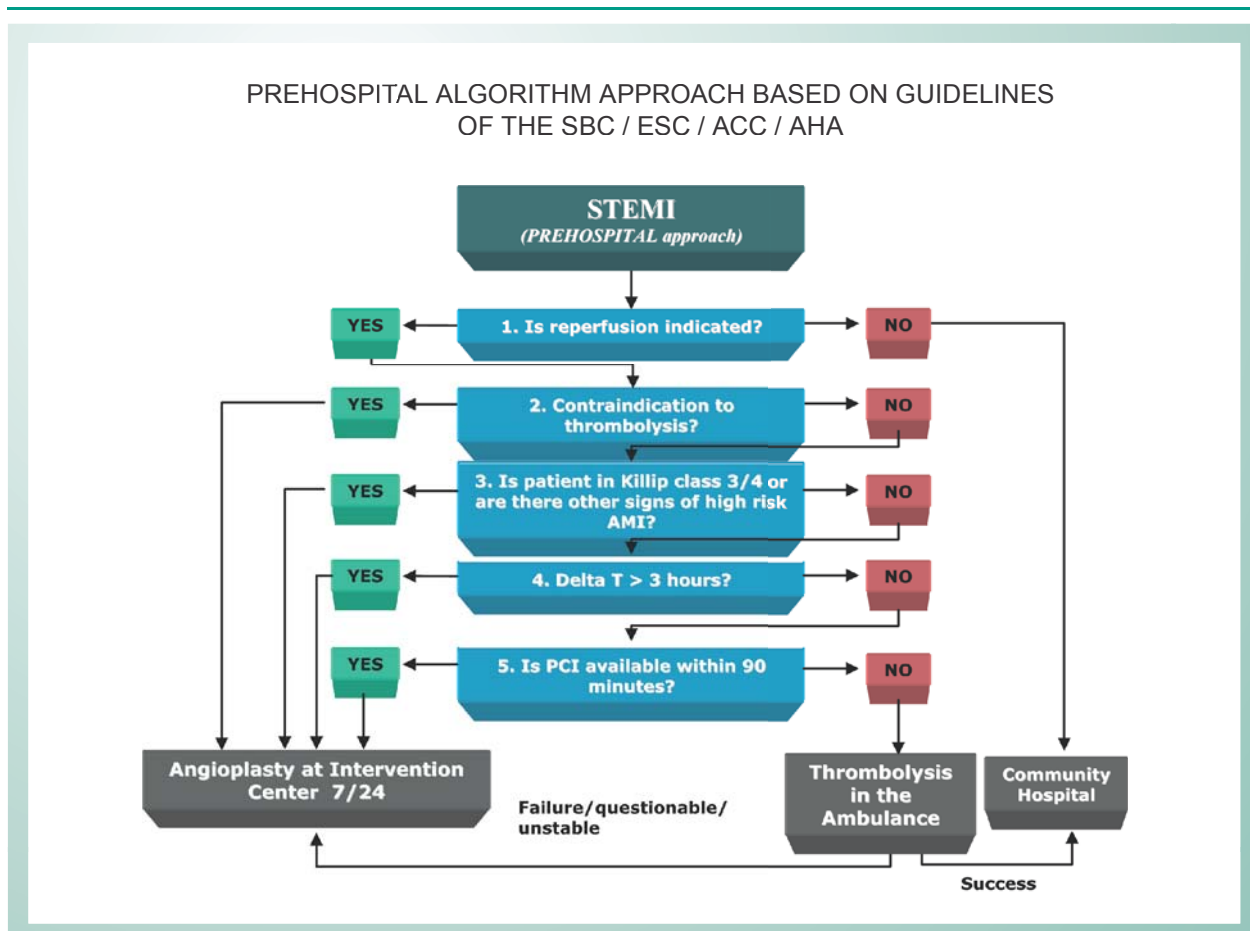 PREHOSPITAL ALGORITHM APPROACH BASED ON GUIDELINES
OF THE SBC / ESC / ACC / AHA
STEMI
(PREHOSPITAL approach)
YES
1. Is reperfusion indicated?
NO
YES
2. Contraindication to
thrombolysis?
NO
YES
3. Is patient in Killip class 3/4 or
are there other signs of high risk
AMI?
NO
YES
4. Delta T > 3 hours?
NO
YES
5. Is PCI available within 90
minutes?
NO
Angioplasty at Intervention
Center 7/24
Failure/questionable/
unstable
Thrombolysis
in the
Ambulance
Community
Hospital
Success